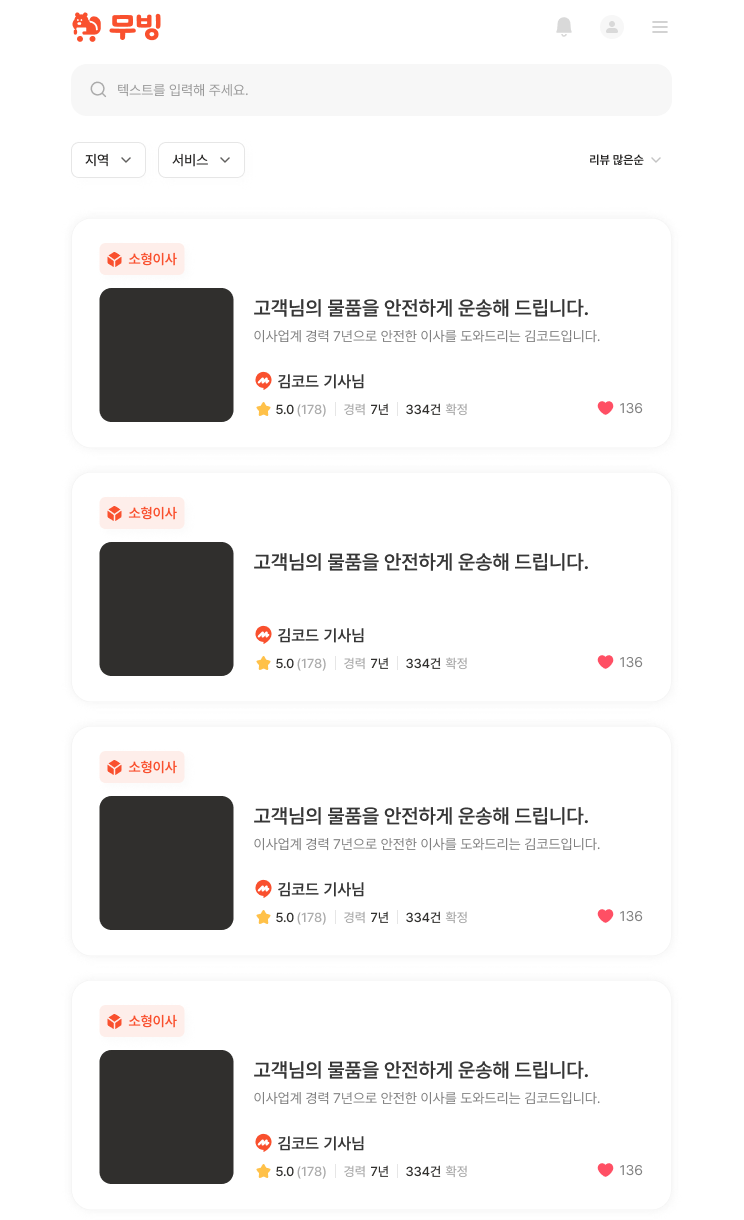 무빙
텍스트를 입력해 주세요.
지역 서비스 리뷰 많은순
소형이사
고객님의 물품을 안전하게 운송해 드립니다.
이사업계 경력 7년으로 안전한 이사를 도와드리는 김코드입니다.
김코드 기사님
5.0 (178) 경력 7년 334건 확정 136
소형이사
고객님의 물품을 안전하게 운송해 드립니다.
김코드 기사님
5.0 (178) 경력 7년 334건 확정 136
소형이사
고객님의 물품을 안전하게 운송해 드립니다.
이사업계 경력 7년으로 안전한 이사를 도와드리는 김코드입니다.
김코드 기사님
5.0 (178) 경력 7년 334건 확정 136
소형이사
고객님의 물품을 안전하게 운송해 드립니다.
이사업계 경력 7년으로 안전한 이사를 도와드리는 김코드입니다.
김코드 기사님
5.0 (178) 경력 7년 334건 확정 136